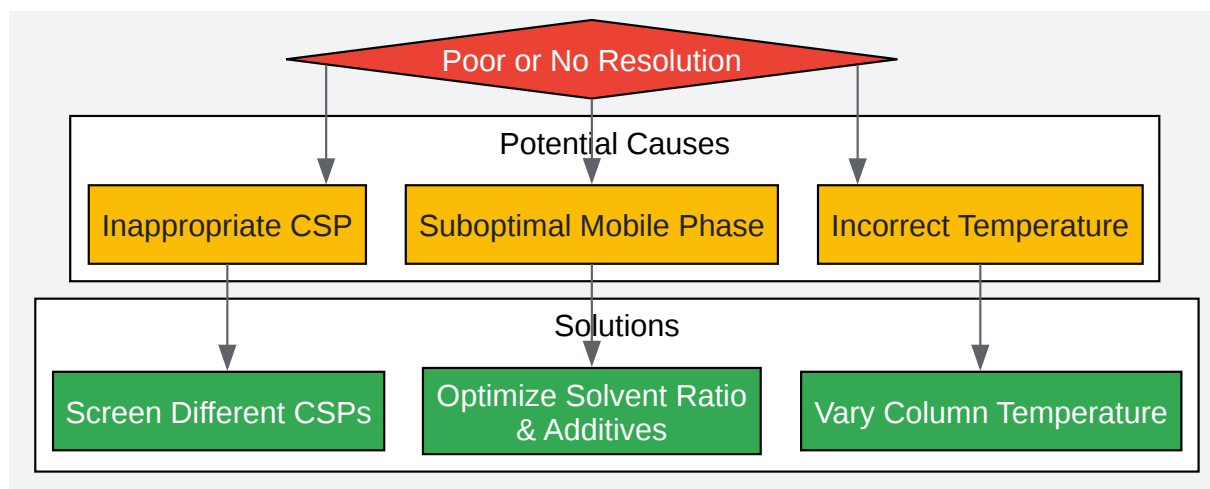 Poor or No Resolution
Potential Causes
Inappropriate CSP
Suboptimal Mobile Phase
Incorrect Temperature
Solutions
Screen Different CSPs
Optimize Solvent Ratio
& Additives
Vary Column Temperature